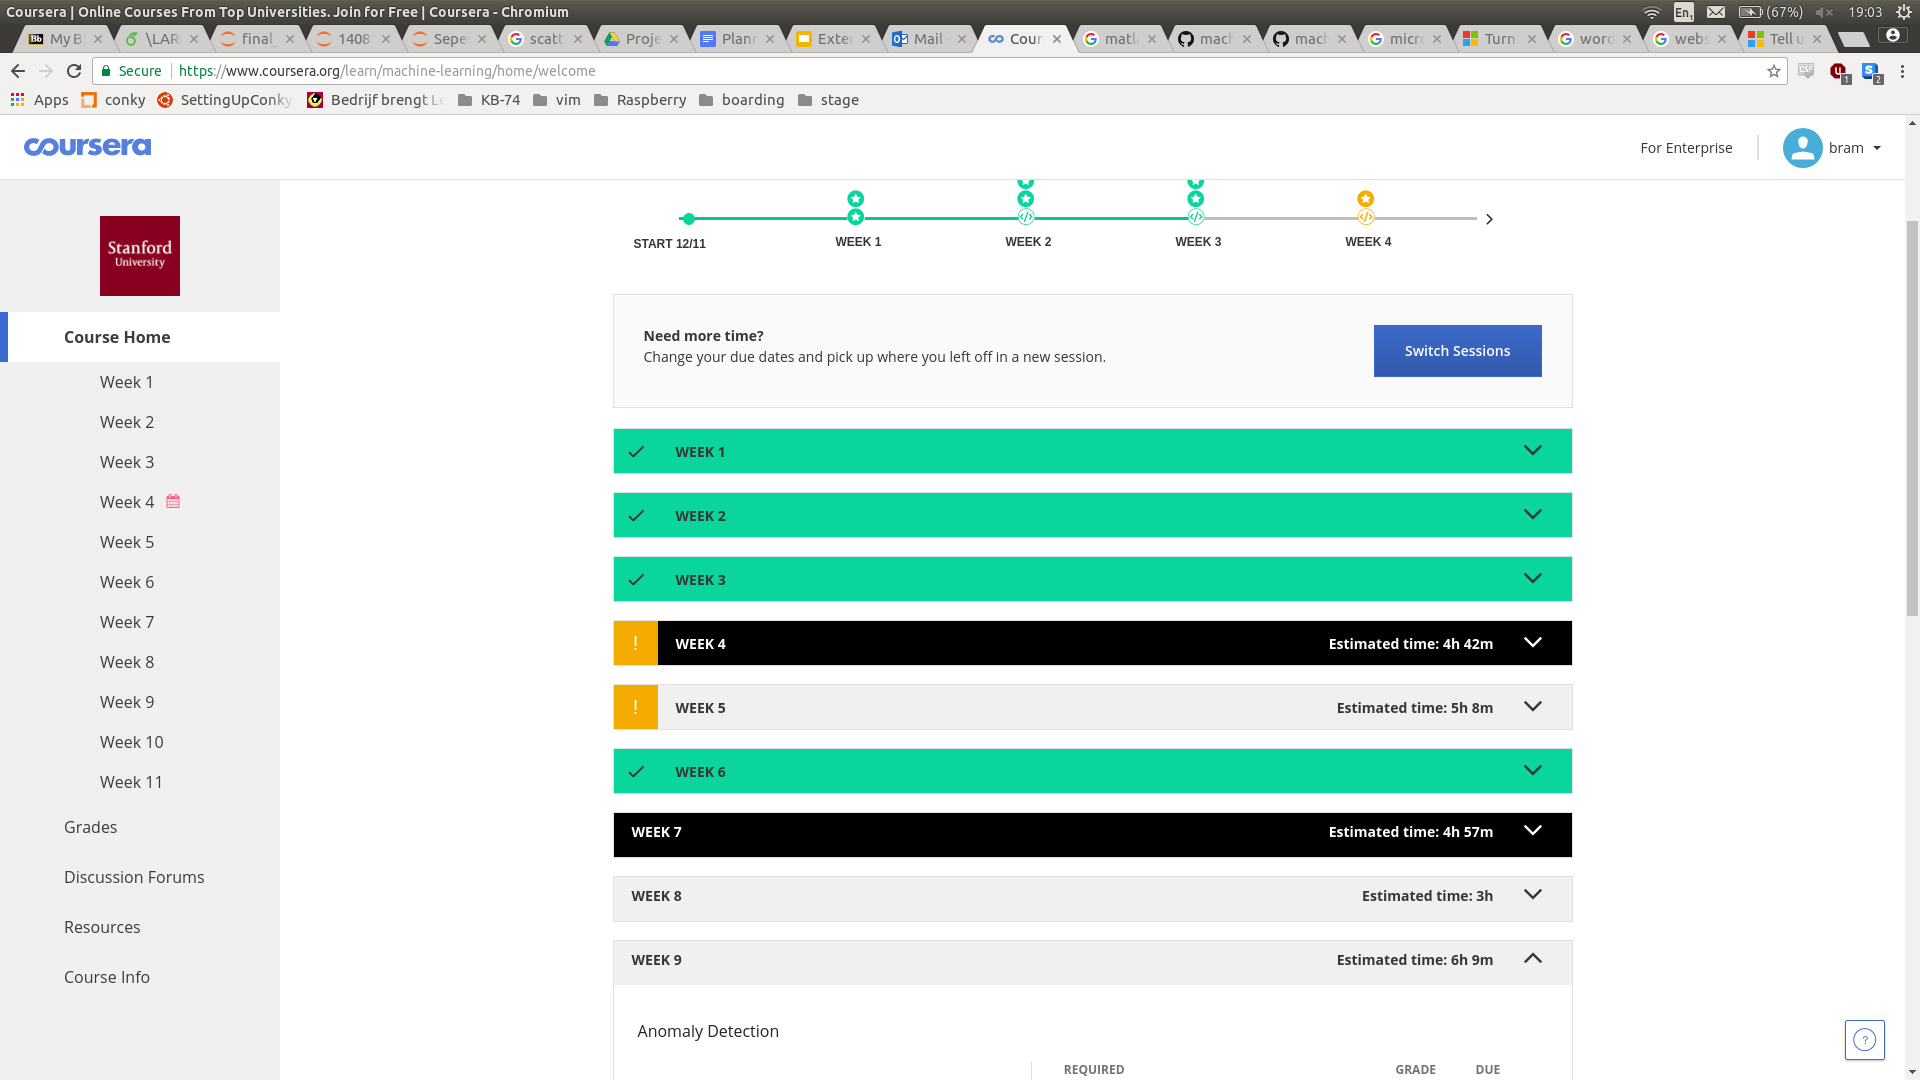 Coursera | Online Courses From Top Universities. Join for Free | Coursera - Chromium
En1 (67%) 19:03
My B \LAR final_ 1408 Sepe scatt Proje Plann Exter Mail - Cour matl mach mach micro Turn word webs Tell u
Secure https://www.coursera.org/learn/machine-learning/home/welcome
Apps conky SettingUpConky Bedrijf brengt Le KB-74 vim Raspberry boarding stage
coursera
For Enterprise
bram
Stanford
University
Course Home
Week 1
Week 2
Week 3
Week 4
Week 5
Week 6
Week 7
Week 8
Week 9
Week 10
Week 11
Grades
Discussion Forums
Resources
Course Info
START 12/11 WEEK 1 WEEK 2 WEEK 3 WEEK 4
Need more time?
Change your due dates and pick up where you left off in a new session.
Switch Sessions
WEEK 1
WEEK 2
WEEK 3
! WEEK 4 Estimated time: 4h 42m
! WEEK 5 Estimated time: 5h 8m
WEEK 6
WEEK 7 Estimated time: 4h 57m
WEEK 8 Estimated time: 3h
WEEK 9 Estimated time: 6h 9m
Anomaly Detection
REQUIRED GRADE DUE
?